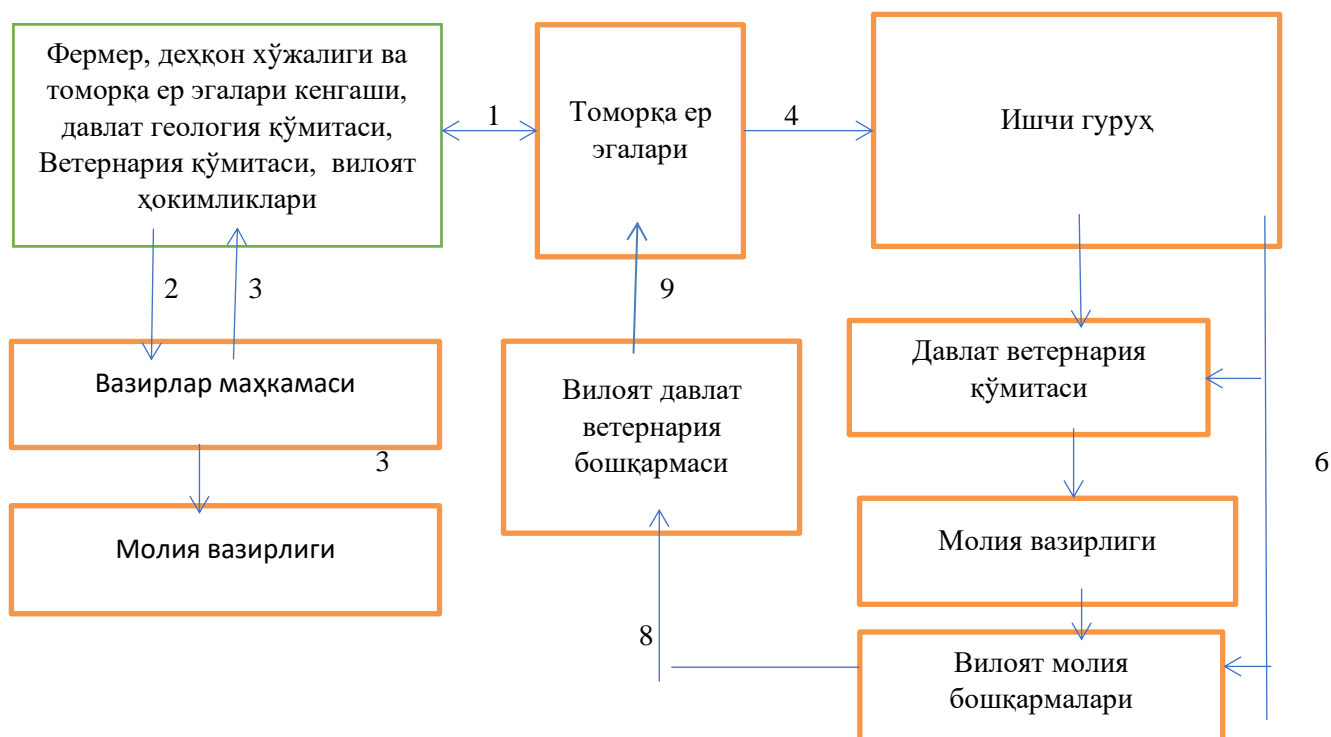 Фермер, деҳқон хўжалиги ва
томорқа ер эгалари кенгаши,
давлат геология қўмитаси,
Ветернария қўмитаси, вилоят
ҳокимликлари
1
Томорқа ер
эгалари
4
Ишчи гуруҳ
2
3
9
Вазирлар маҳкамаси
Вилоят давлат
ветернария
бошқармаси
Давлат ветернария
қўмитаси
3
6
Молия вазирлиги
Молия вазирлиги
8
Вилоят молия
бошқармалари